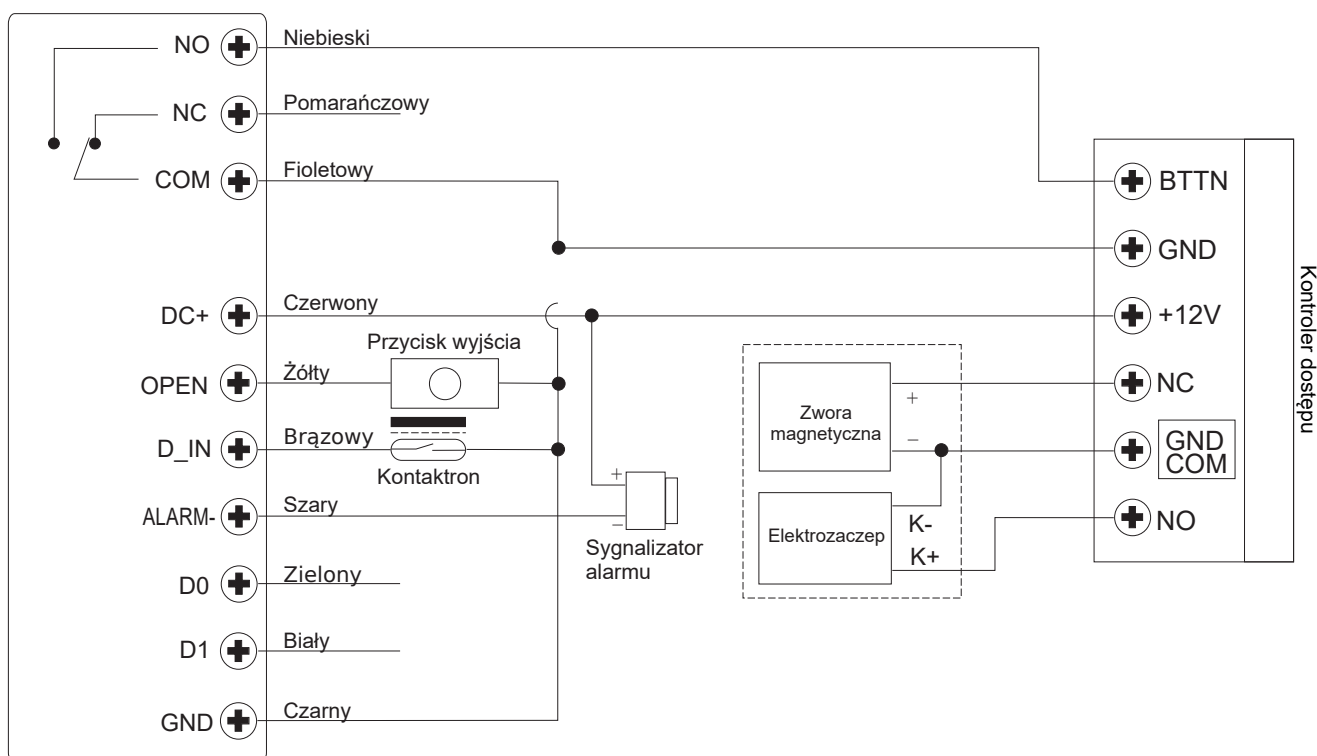 NO Niebieski
NC Pomarańczowy
COM Fioletowy
DC+ Czerwony
OPEN Żółty
D_IN Brązowy
ALARM- Szary
D0 Zielony
D1 Biały
GND Czarny
Przycisk wyjścia
Kontaktron
+
–
Sygnalizator
alarmu
Zwora
magnetyczna
+
–
Elektrozaczep
K-
K+
BTTN
GND
+12V
NC
GND
COM
NO
Kontroler dostępu